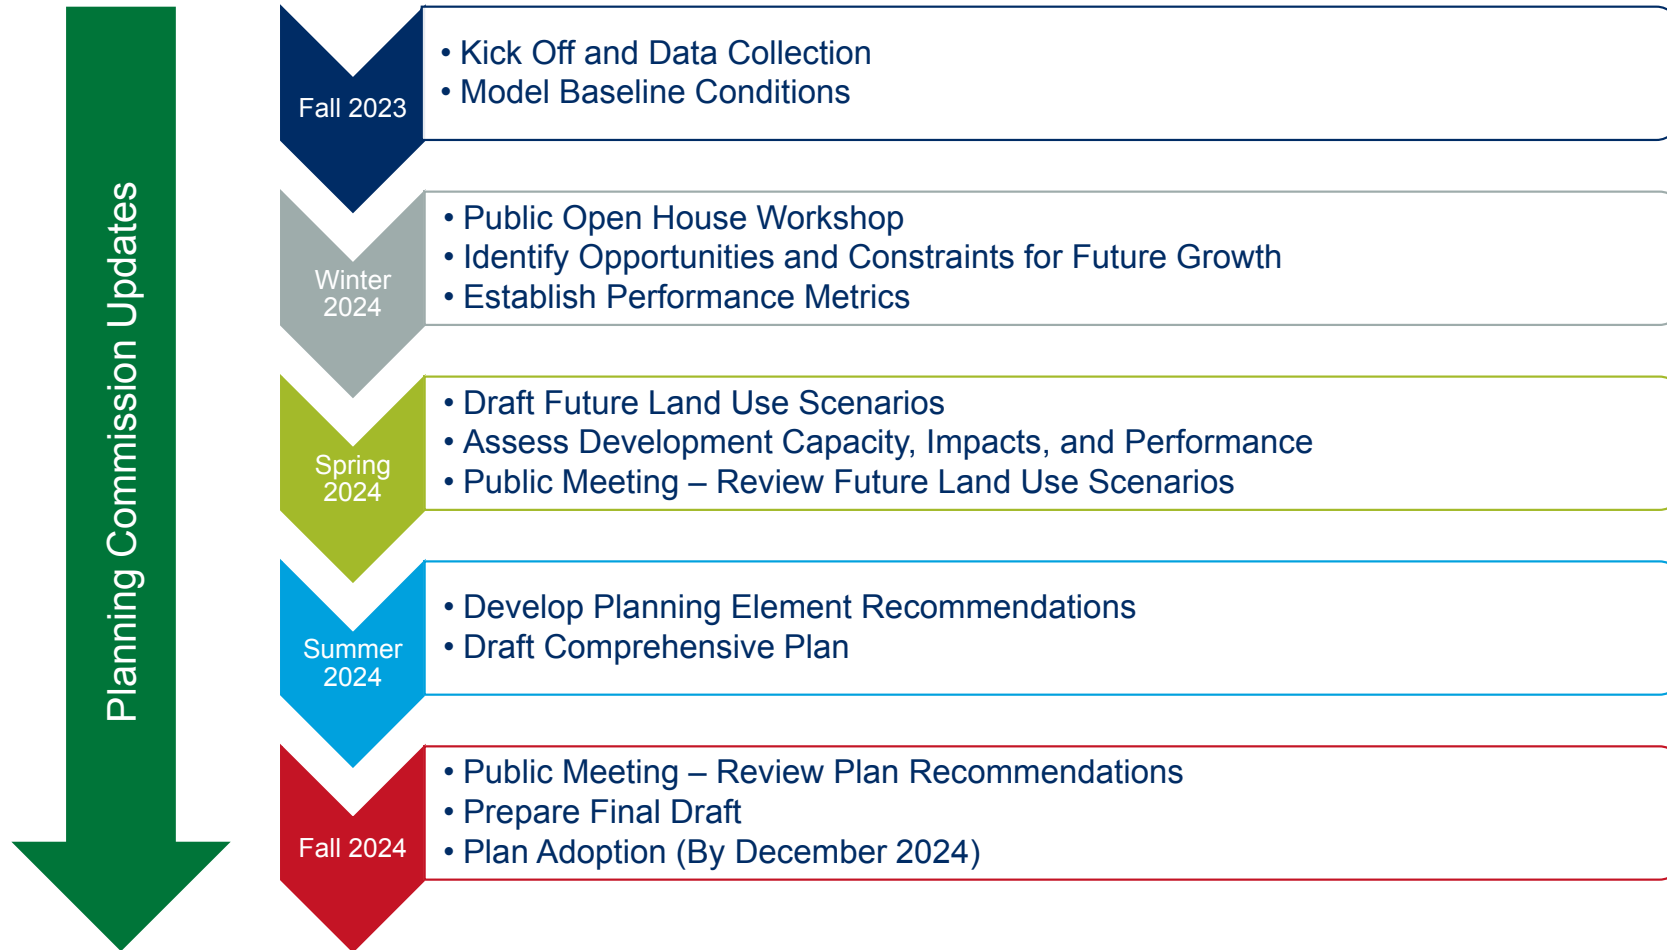 Planning Commission Updates
Fall 2023
• Kick Off and Data Collection
• Model Baseline Conditions
Winter
2024
• Public Open House Workshop
• Identify Opportunities and Constraints for Future Growth
• Establish Performance Metrics
Spring
2024
• Draft Future Land Use Scenarios
• Assess Development Capacity, Impacts, and Performance
• Public Meeting – Review Future Land Use Scenarios
Summer
2024
• Develop Planning Element Recommendations
• Draft Comprehensive Plan
Fall 2024
• Public Meeting – Review Plan Recommendations
• Prepare Final Draft
• Plan Adoption (By December 2024)